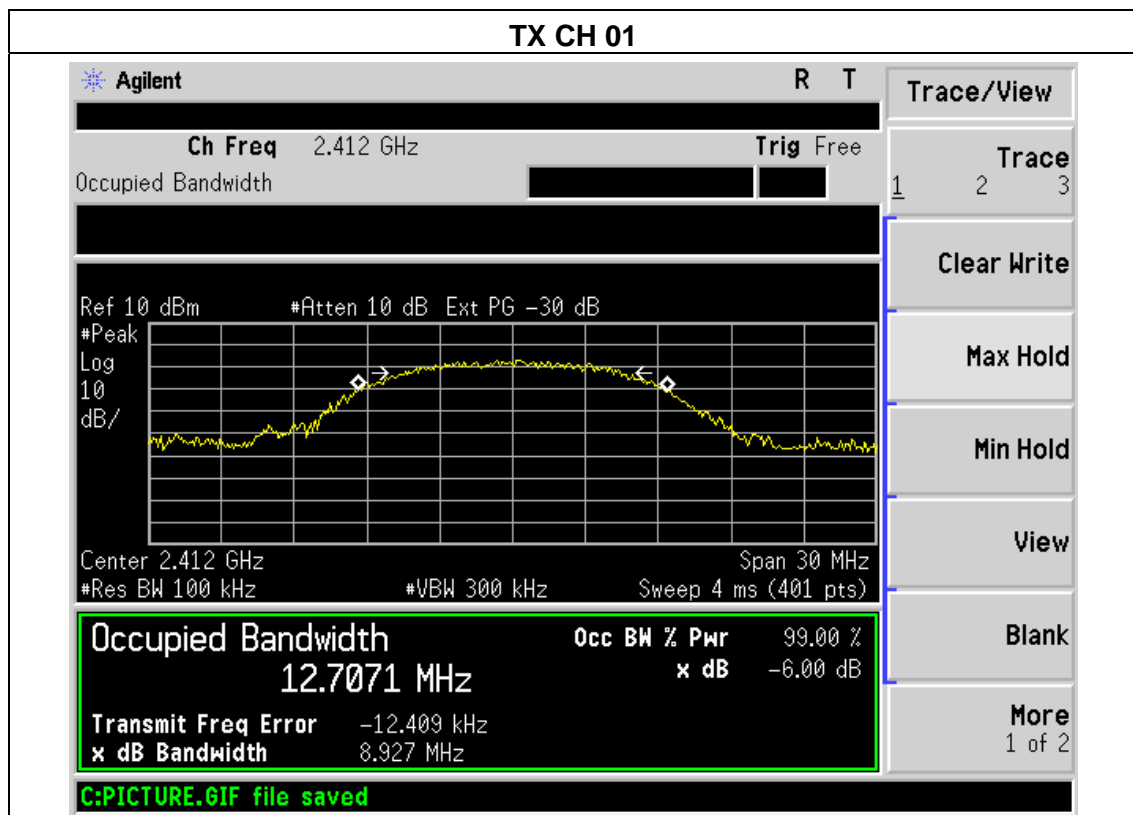 TX CH 01
Agilent
R T
Trace/View
Ch Freq 2.412 GHz
Trig Free
Occupied Bandwidth
Trace
1 2 3
Clear Write
Ref 10 dBm #Atten 10 dB Ext PG -30 dB
#Peak
Log
10
dB/
Max Hold
Min Hold
View
Center 2.412 GHz
Span 30 MHz
#Res BW 100 kHz #VBW 300 kHz Sweep 4 ms (401 pts)
Occupied Bandwidth
12.7071 MHz
Occ BW % Pwr 99.00 %
x dB -6.00 dB
Blank
Transmit Freq Error -12.409 kHz
x dB Bandwidth 8.927 MHz
More
1 of 2
C:PICTURE.GIF file saved